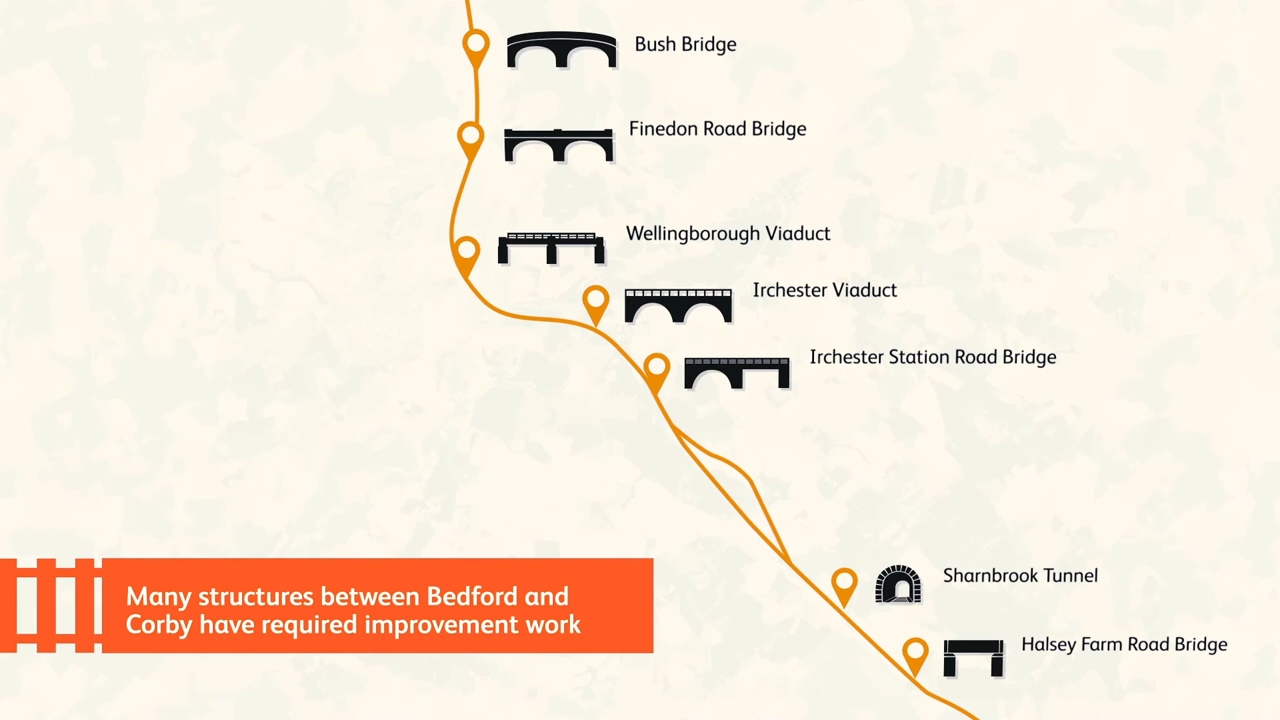 Bush Bridge
Finedon Road Bridge
Wellingborough Viaduct
Irchester Viaduct
Irchester Station Road Bridge
Sharnbrook Tunnel
Many structures between Bedford and
Corby have required improvement work
Halsey Farm Road Bridge